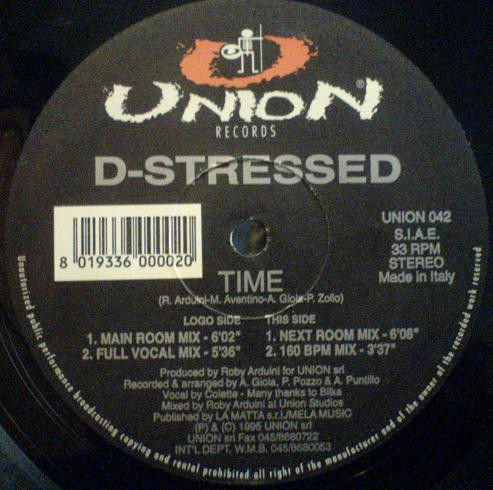 UNION®
RECORDS
D-STRESSED
8 019336 000020
UNION 042
S.I.A.E.
33 RPM
STEREO
Made in Italy
TIME
(R. Arduini-M. Aventino-A. Gioia-P. Zollo)
LOGO SIDE
1. MAIN ROOM MIX - 6'02"
2. FULL VOCAL MIX - 5'36"
THIS SIDE
1. NEXT ROOM MIX - 6'08"
2. 160 BPM MIX - 3'37"
Produced by Roby Arduini for UNION srl
Recorded & arranged by A. Gioia, P. Pozzo & A. Puntillo
Vocal by Colette - Many thanks to Bilka
Mixed by Roby Arduini at Union Studios
Published by LA MATTA s.r.l./MELA MUSIC
(P) & (C) 1995 UNION srl
UNION srl Fax 045/8680722
INT'L DEPT. W.M.B. 045/8680053
Unauthorized public performance broadcasting copying and rental prohibited all right of the manufacturer and of the owner of the recorded work reserved